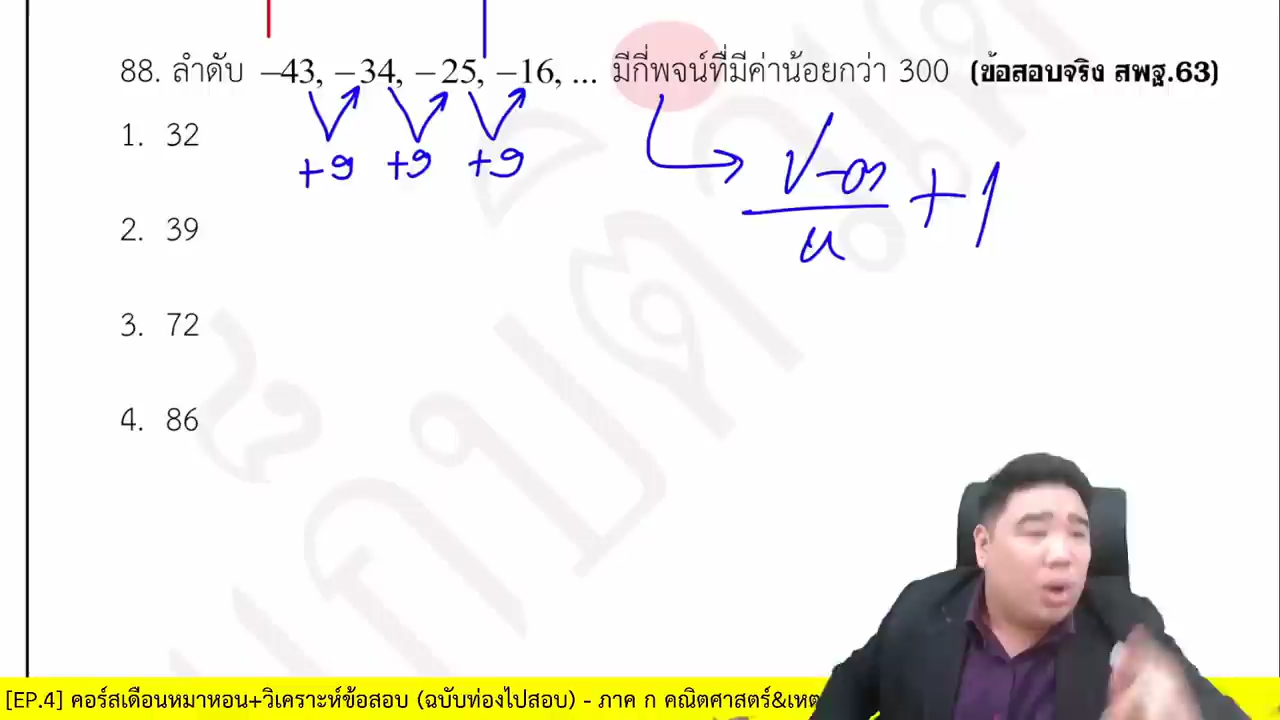 88. ลำดับ –43, –34, –25, –16, ... มีกี่พจน์ที่มีค่าน้อยกว่า 300 (ข้อสอบจริง สพฐ.63)
+9 +9 +9
1. 32
+1
2. 39
3. 72
4. 86
[EP.4] คอร์สเดือนหมาหอน+วิเคราะห์ข้อสอบ (ฉบับท่องไปสอบ) - ภาค ก คณิตศาสตร์&เหต